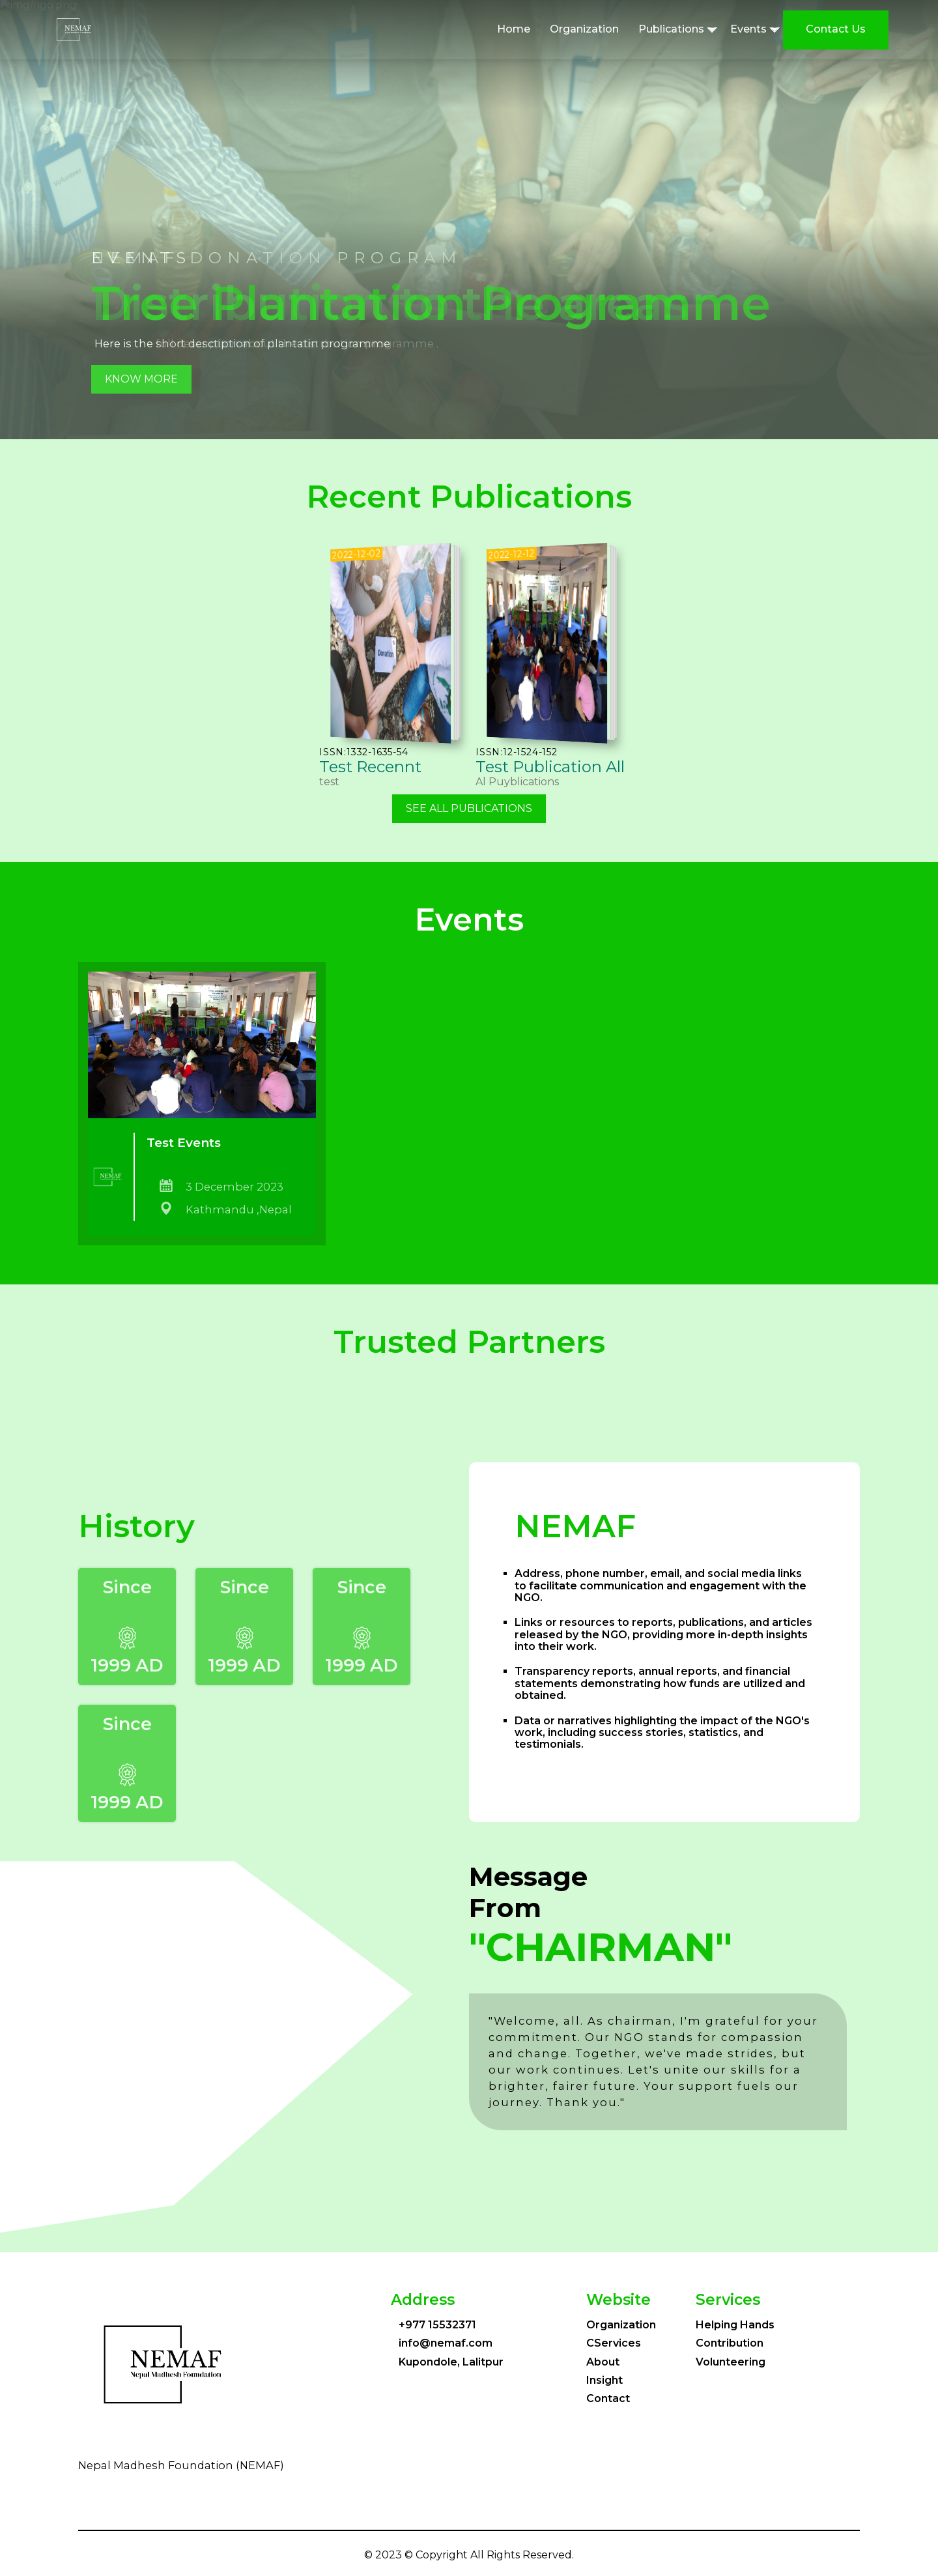 NEMAF
Home
Organization
Publications
Events
Contact Us
EVENTS
DONATION PROGRAM
Tree Plantation Programme
Here is the short description of plantatin programme
KNOW MORE
Recent Publications
2022-12-02
2022-12-12
Donation
ISSN:1332-1635-54
Test Recennt
test
ISSN:12-1524-152
Test Publication All
Al Puyblications
SEE ALL PUBLICATIONS
Events
Test Events
NEMAF
3 December 2023
Kathmandu ,Nepal
Trusted Partners
History
Since
1999 AD
Since
1999 AD
Since
1999 AD
Since
1999 AD
NEMAF
Address, phone number, email, and social media links
to facilitate communication and engagement with the
NGO.
Links or resources to reports, publications, and articles
released by the NGO, providing more in-depth insights
into their work.
Transparency reports, annual reports, and financial
statements demonstrating how funds are utilized and
obtained.
Data or narratives highlighting the impact of the NGO's
work, including success stories, statistics, and
testimonials.
Message
From
"CHAIRMAN"
"Welcome, all. As chairman, I'm grateful for your
commitment. Our NGO stands for compassion
and change. Together, we've made strides, but
our work continues. Let's unite our skills for a
brighter, fairer future. Your support fuels our
journey. Thank you."
NEMAF
Nepal Madhesh Foundation
Nepal Madhesh Foundation (NEMAF)
Address
+977 15532371
info@nemaf.com
Kupondole, Lalitpur
Website
Organization
CServices
About
Insight
Contact
Services
Helping Hands
Contribution
Volunteering
© 2023 © Copyright All Rights Reserved.